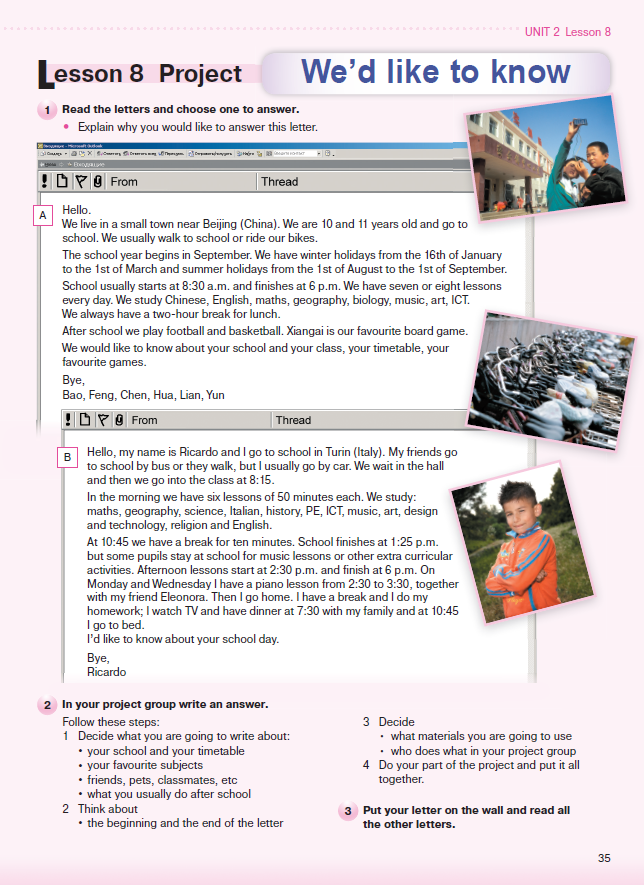 UNIT 2 Lesson 8
Lesson 8 Project
We’d like to know
1 Read the letters and choose one to answer.
• Explain why you would like to answer this letter.
Входящие - Microsoft Outlook
Входящие
From
Thread
A
Hello.
We live in a small town near Beijing (China). We are 10 and 11 years old and go to
school. We usually walk to school or ride our bikes.
The school year begins in September. We have winter holidays from the 16th of January
to the 1st of March and summer holidays from the 1st of August to the 1st of September.
School usually starts at 8:30 a.m. and finishes at 6 p.m. We have seven or eight lessons
every day. We study Chinese, English, maths, geography, biology, music, art, ICT.
We always have a two-hour break for lunch.
After school we play football and basketball. Xiangai is our favourite board game.
We would like to know about your school and your class, your timetable, your
favourite games.
Bye,
Bao, Feng, Chen, Hua, Lian, Yun
From
Thread
B
Hello, my name is Ricardo and I go to school in Turin (Italy). My friends go
to school by bus or they walk, but I usually go by car. We wait in the hall
and then we go into the class at 8:15.
In the morning we have six lessons of 50 minutes each. We study:
maths, geography, science, Italian, history, PE, ICT, music, art, design
and technology, religion and English.
At 10:45 we have a break for ten minutes. School finishes at 1:25 p.m.
but some pupils stay at school for music lessons or other extra curricular
activities. Afternoon lessons start at 2:30 p.m. and finish at 6 p.m. On
Monday and Wednesday I have a piano lesson from 2:30 to 3:30, together
with my friend Eleonora. Then I go home. I have a break and I do my
homework; I watch TV and have dinner at 7:30 with my family and at 10:45
I go to bed.
I’d like to know about your school day.
Bye,
Ricardo
2 In your project group write an answer.
Follow these steps:
1 Decide what you are going to write about:
• your school and your timetable
• your favourite subjects
• friends, pets, classmates, etc
• what you usually do after school
2 Think about
• the beginning and the end of the letter
3 Decide
• what materials you are going to use
• who does what in your project group
4 Do your part of the project and put it all
together.
3 Put your letter on the wall and read all
the other letters.
35